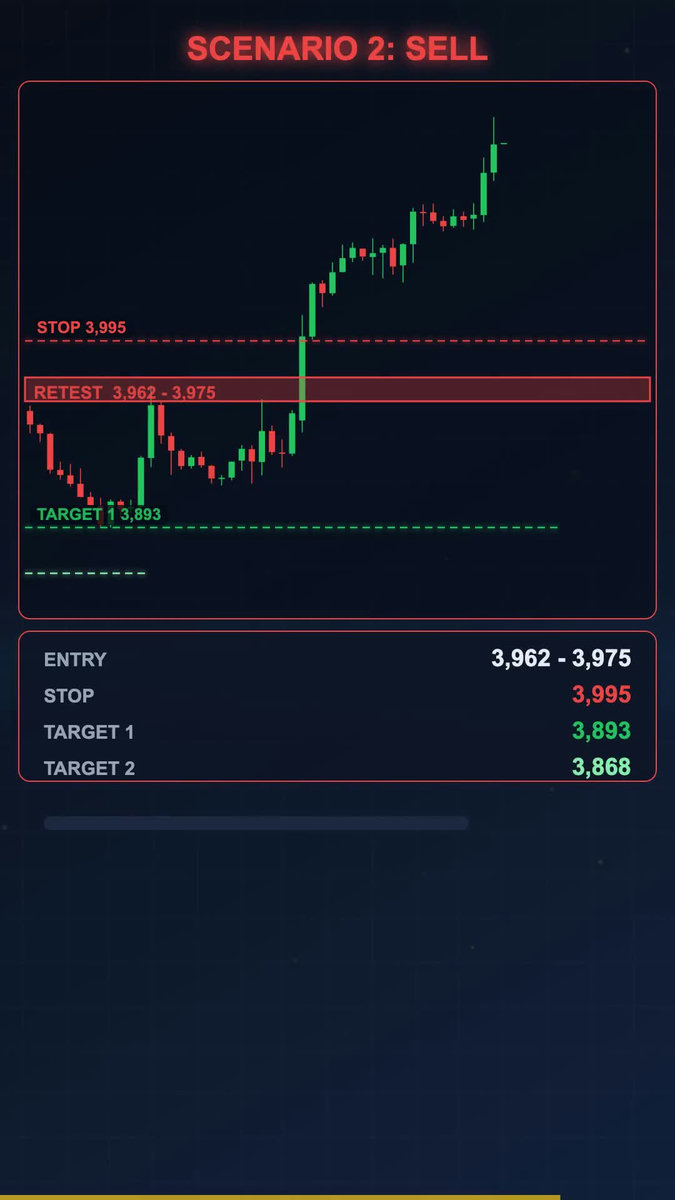 SCENARIO 2: SELL
STOP 3,995
RETEST 3,962 - 3,975
TARGET 1 3,893
ENTRY 3,962 - 3,975
STOP 3,995
TARGET 1 3,893
TARGET 2 3,868